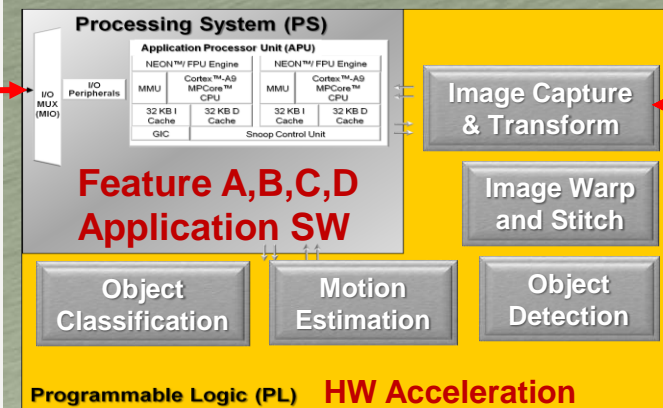 Processing System (PS)
Application Processor Unit (APU)
NEON™/ FPU Engine
NEON™/ FPU Engine
MMU
Cortex™-A9
MPCore™
CPU
MMU
Cortex™-A9
MPCore™
CPU
32 KB I
Cache
32 KB D
Cache
32 KB I
Cache
32 KB D
Cache
GIC
Snoop Control Unit
I/O
MUX
(MIO)
I/O
Peripherals
Feature A,B,C,D
Application SW
Image Capture
& Transform
Image Warp
and Stitch
Object
Classification
Motion
Estimation
Object
Detection
Programmable Logic (PL)
HW Acceleration